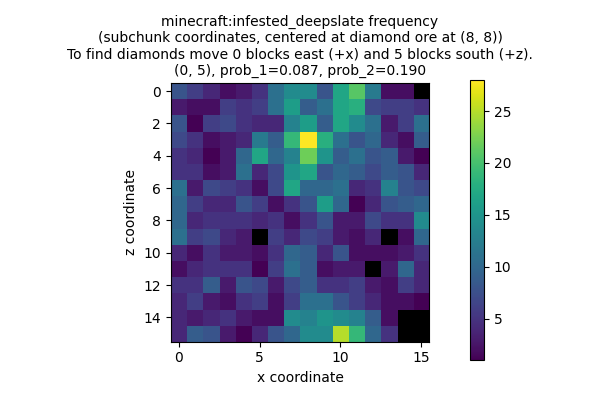 minecraft:infested_deepslate frequency
(subchunk coordinates, centered at diamond ore at (8, 8))
To find diamonds move 0 blocks east (+x) and 5 blocks south (+z).
(0, 5), prob_1=0.087, prob_2=0.190
0
2
4
6
8
10
12
14
z coordinate
0
5
10
15
x coordinate
25
20
15
10
5